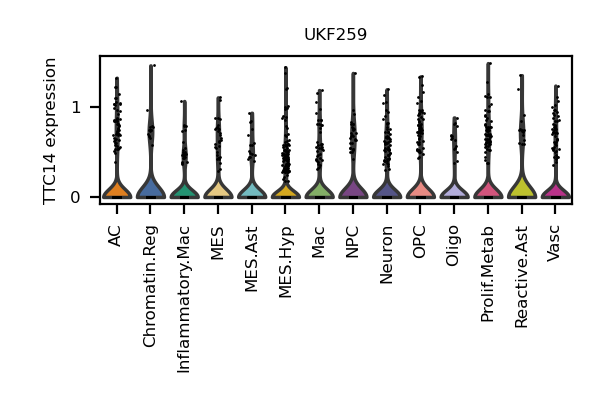 UKF259
TTC14 expression
1
0
AC
Chromatin.Reg
Inflammatory.Mac
MES
MES.Ast
MES.Hyp
Mac
NPC
Neuron
OPC
Oligo
Prolif.Metab
Reactive.Ast
Vasc